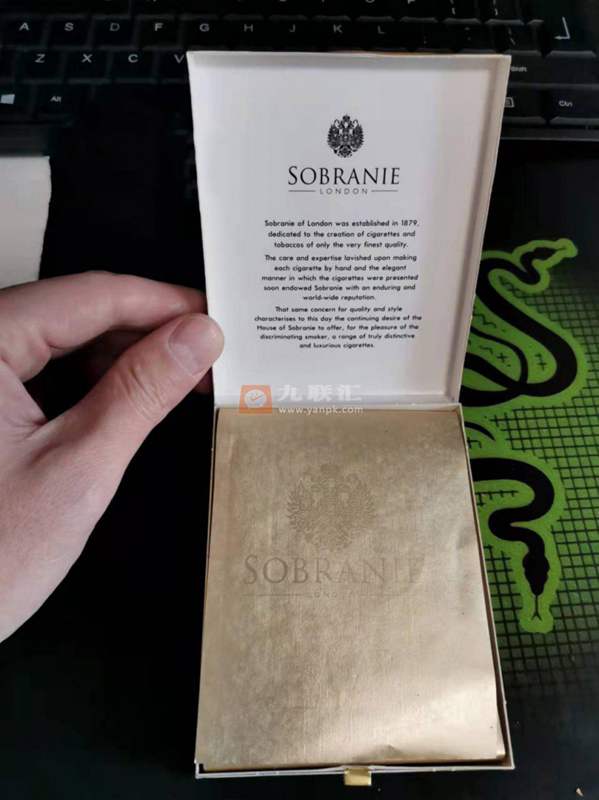 A S D F G H J K L
Z X C V B N M
Alt
Shift
Ctrl
SOBRANIE
LONDON
Sobranie of London was established in 1879,
dedicated to the creation of cigarettes and
tobaccos of only the very finest quality.
The care and expertise lavished upon making
each cigarette by hand and the elegant
manner in which the cigarettes were presented
soon endowed Sobranie with an enduring and
world-wide reputation.
That same concern for quality and style
characterises to this day the continuing desire of the
House of Sobranie to offer, for the pleasure of the
discriminating smoker, a range of truly distinctive
and luxurious cigarettes.
九联汇
www.yanpk.com
SOBRANIE
LONDON